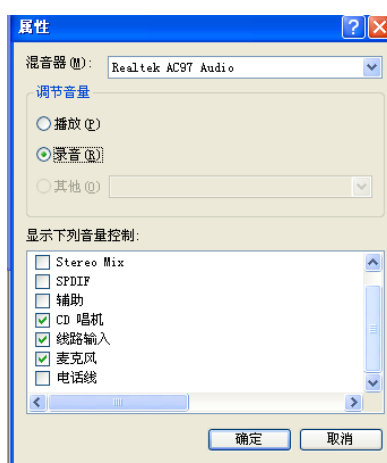 属性
混音器(M): Realtek AC97 Audio
调节音量
播放(P)
录音(R)
其他(O)
显示下列音量控制:
Stereo Mix
SPDIF
辅助
CD 唱机
线路输入
麦克风
电话线
确定 取消